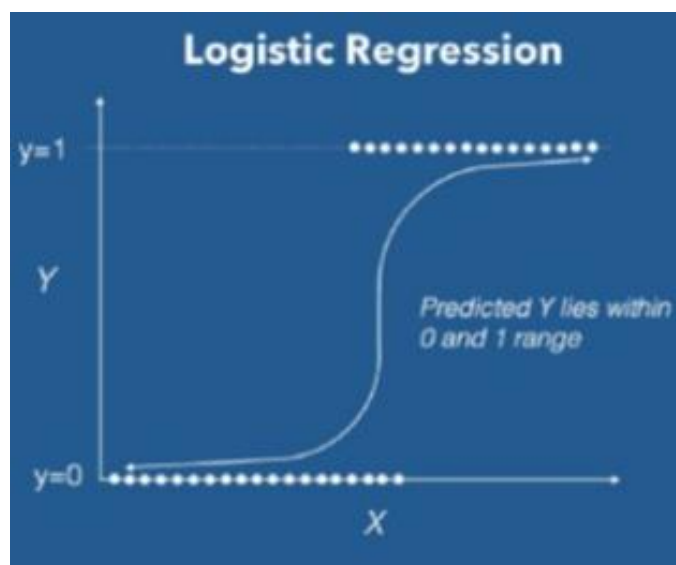 Logistic Regression
y=1
Y
Predicted Y lies within
0 and 1 range
y=0
X